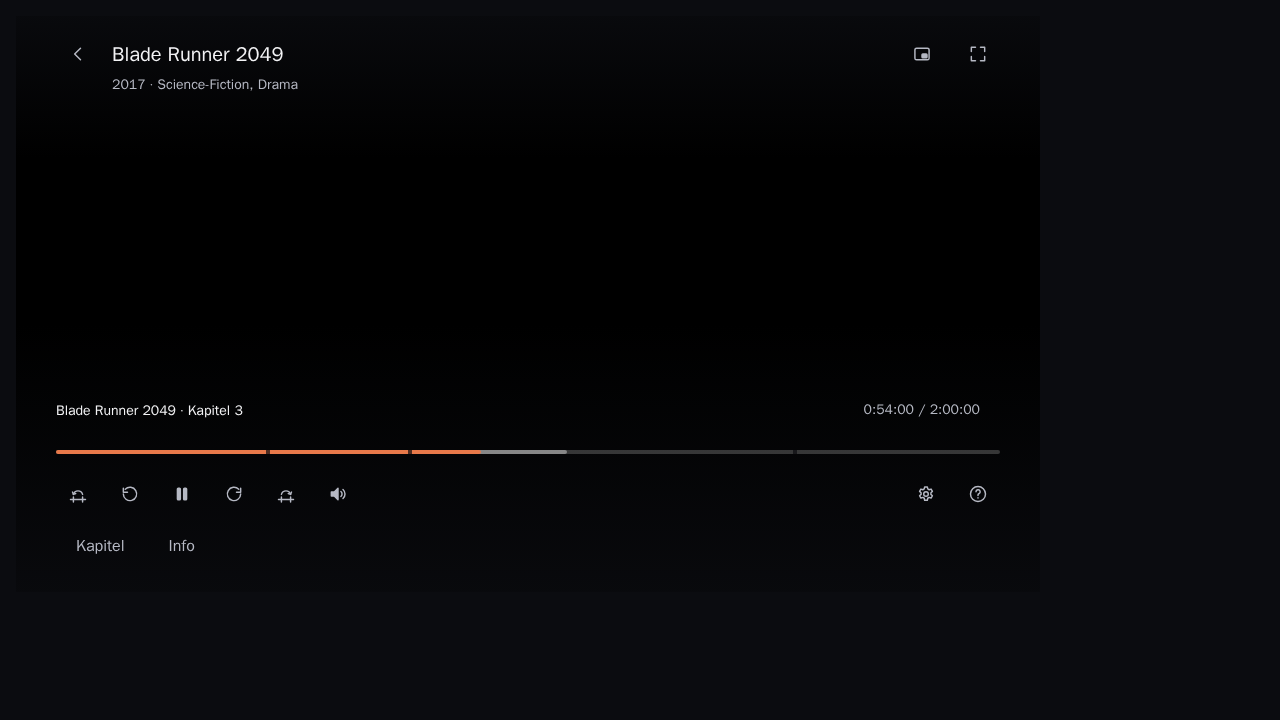 Blade Runner 2049
2017 · Science-Fiction, Drama
Blade Runner 2049 · Kapitel 3
0:54:00 / 2:00:00
Kapitel
Info